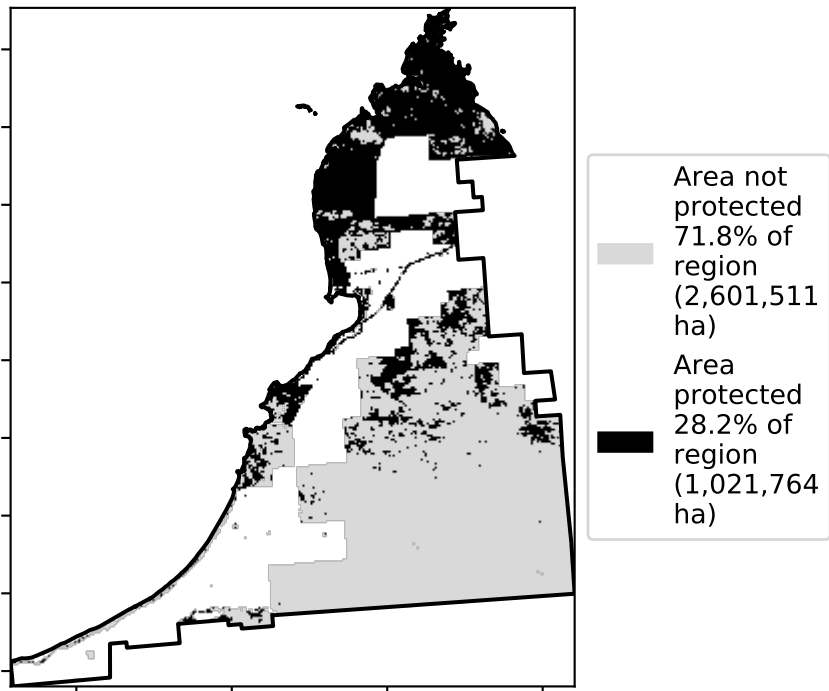 Area not
protected
71.8% of
region
(2,601,511
ha)
Area
protected
28.2% of
region
(1,021,764
ha)